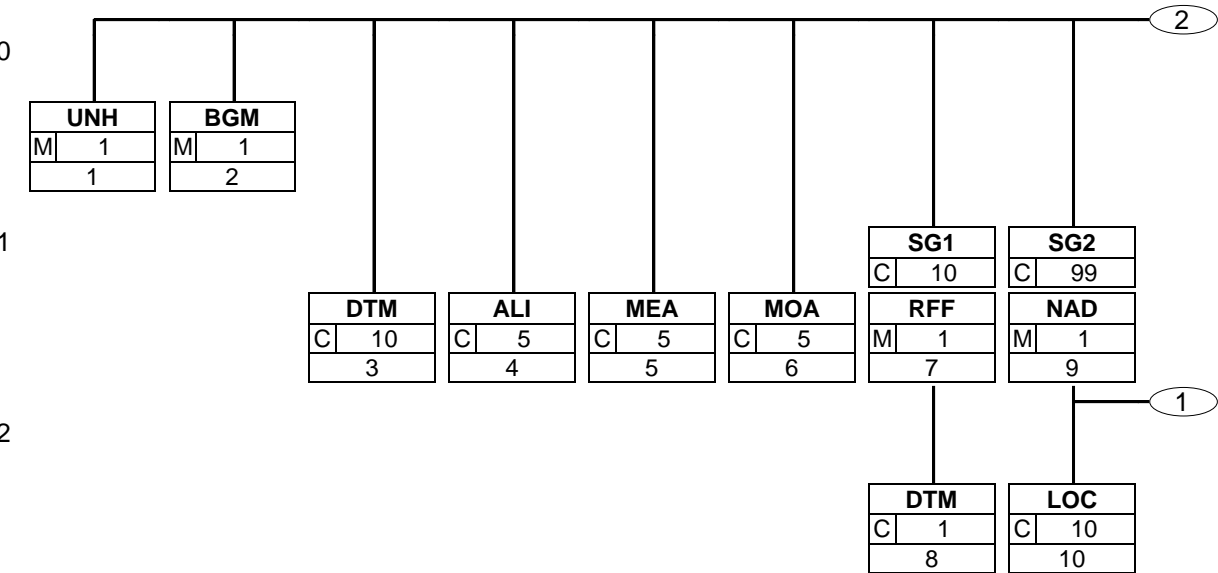 2
0
UNH BGM
M 1 M 1
1 2
1
SG1 SG2
C 10 C 99
DTM ALI MEA MOA RFF NAD
C 10 C 5 C 5 C 5 M 1 M 1
3 4 5 6 7 9
1
2
DTM LOC
C 1 C 10
8 10